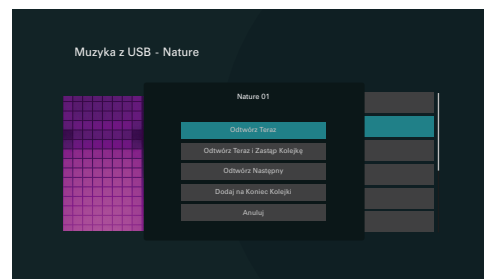 Muzyka z USB - Nature
Nature 01
Odtwórz Teraz
Odtwórz Teraz i Zastąp Kolejkę
Odtwórz Następny
Dodaj na Koniec Kolejki
Anuluj